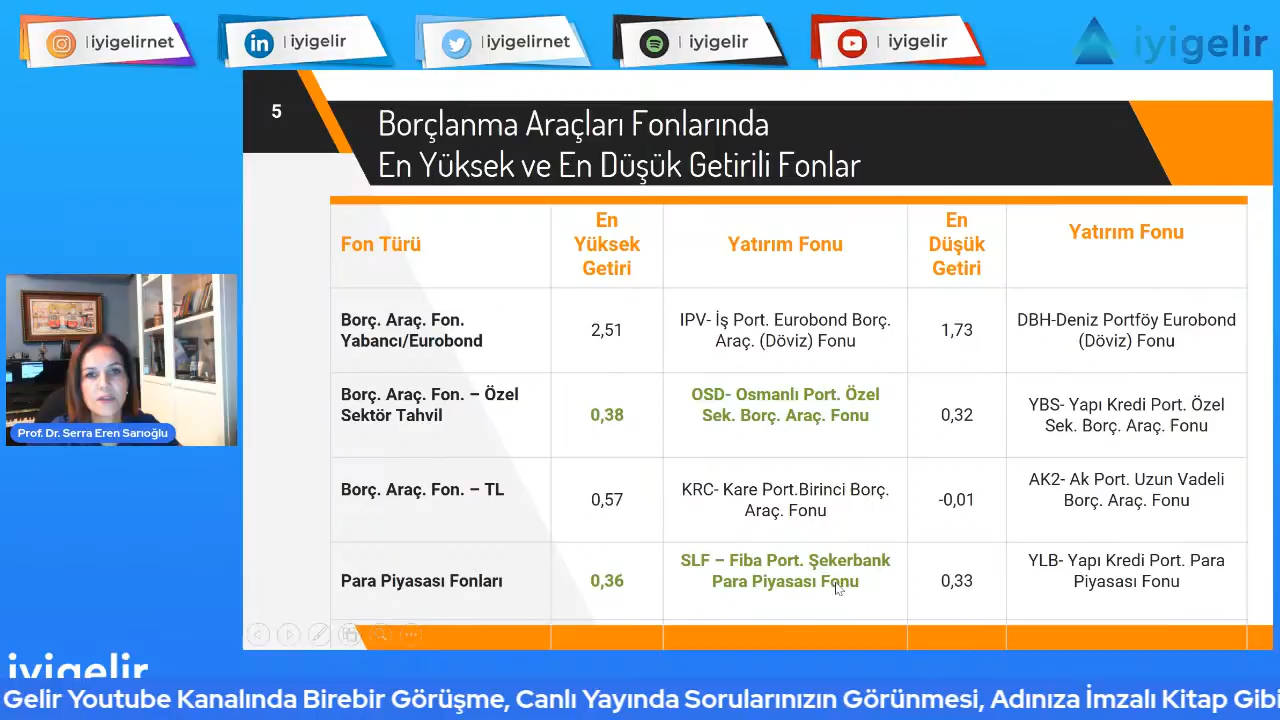 iyigelirnet
iyigelir
iyigelirnet
iyigelir
iyigelir
iyigelir
5
Borçlanma Araçları Fonlarında
En Yüksek ve En Düşük Getirili Fonlar
Fon Türü
En
Yüksek
Getiri
Yatırım Fonu
En
Düşük
Getiri
Yatırım Fonu
Borç. Araç. Fon.
Yabancı/Eurobond
2,51
IPV- İş Port. Eurobond Borç.
Araç. (Döviz) Fonu
1,73
DBH-Deniz Portföy Eurobond
(Döviz) Fonu
Borç. Araç. Fon. – Özel
Sektör Tahvil
0,38
OSD- Osmanlı Port. Özel
Sek. Borç. Araç. Fonu
0,32
YBS- Yapı Kredi Port. Özel
Sek. Borç. Araç. Fonu
Borç. Araç. Fon. – TL
0,57
KRC- Kare Port.Birinci Borç.
Araç. Fonu
-0,01
AK2- Ak Port. Uzun Vadeli
Borç. Araç. Fonu
Para Piyasası Fonları
0,36
SLF – Fiba Port. Şekerbank
Para Piyasası Fonu
0,33
YLB- Yapı Kredi Port. Para
Piyasası Fonu
Prof. Dr. Serra Eren Sarıoğlu
iyigelir
Gelir Youtube Kanalında Birebir Görüşme, Canlı Yayında Sorularınızın Görünmesi, Adınıza İmzalı Kitap Gibi